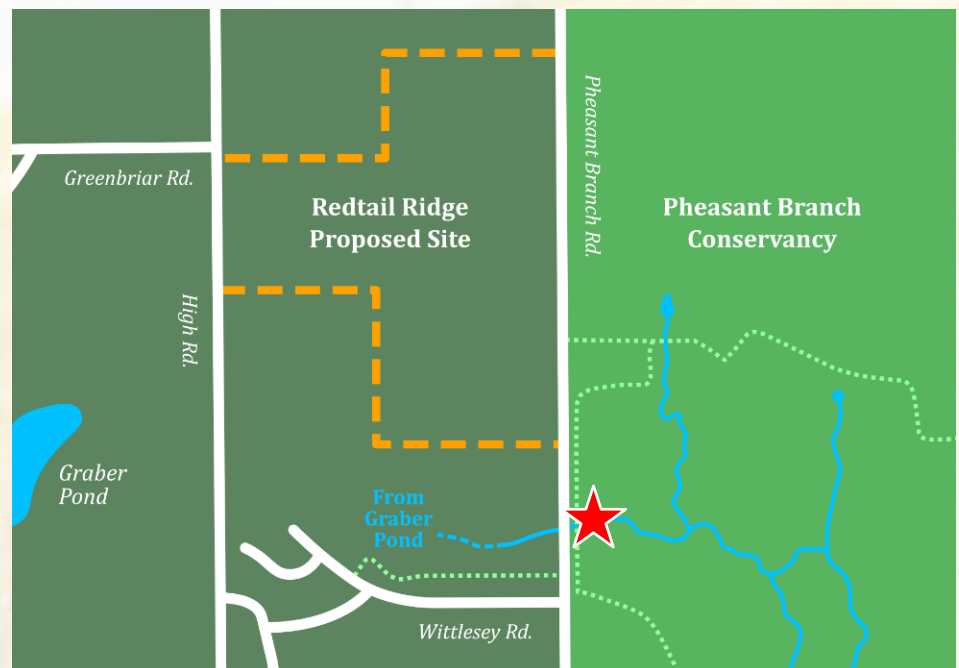 Greenbriar Rd.
Redtail Ridge
Proposed Site
Pheasant Branch Rd.
Pheasant Branch
Conservancy
High Rd.
Graber
Pond
From
Graber
Pond
Wittlesey Rd.